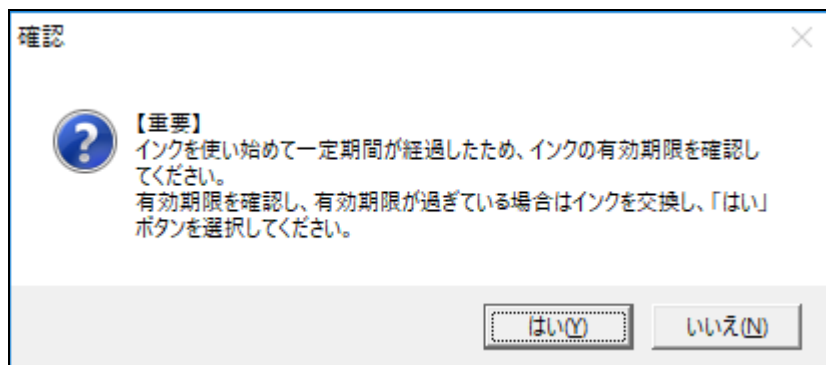 確認
【重要】
インクを使い始めて一定期間が経過したため、インクの有効期限を確認し
てください。
有効期限を確認し、有効期限が過ぎている場合はインクを交換し、「はい」
ボタンを選択してください。
はい(Y)
いいえ(N)